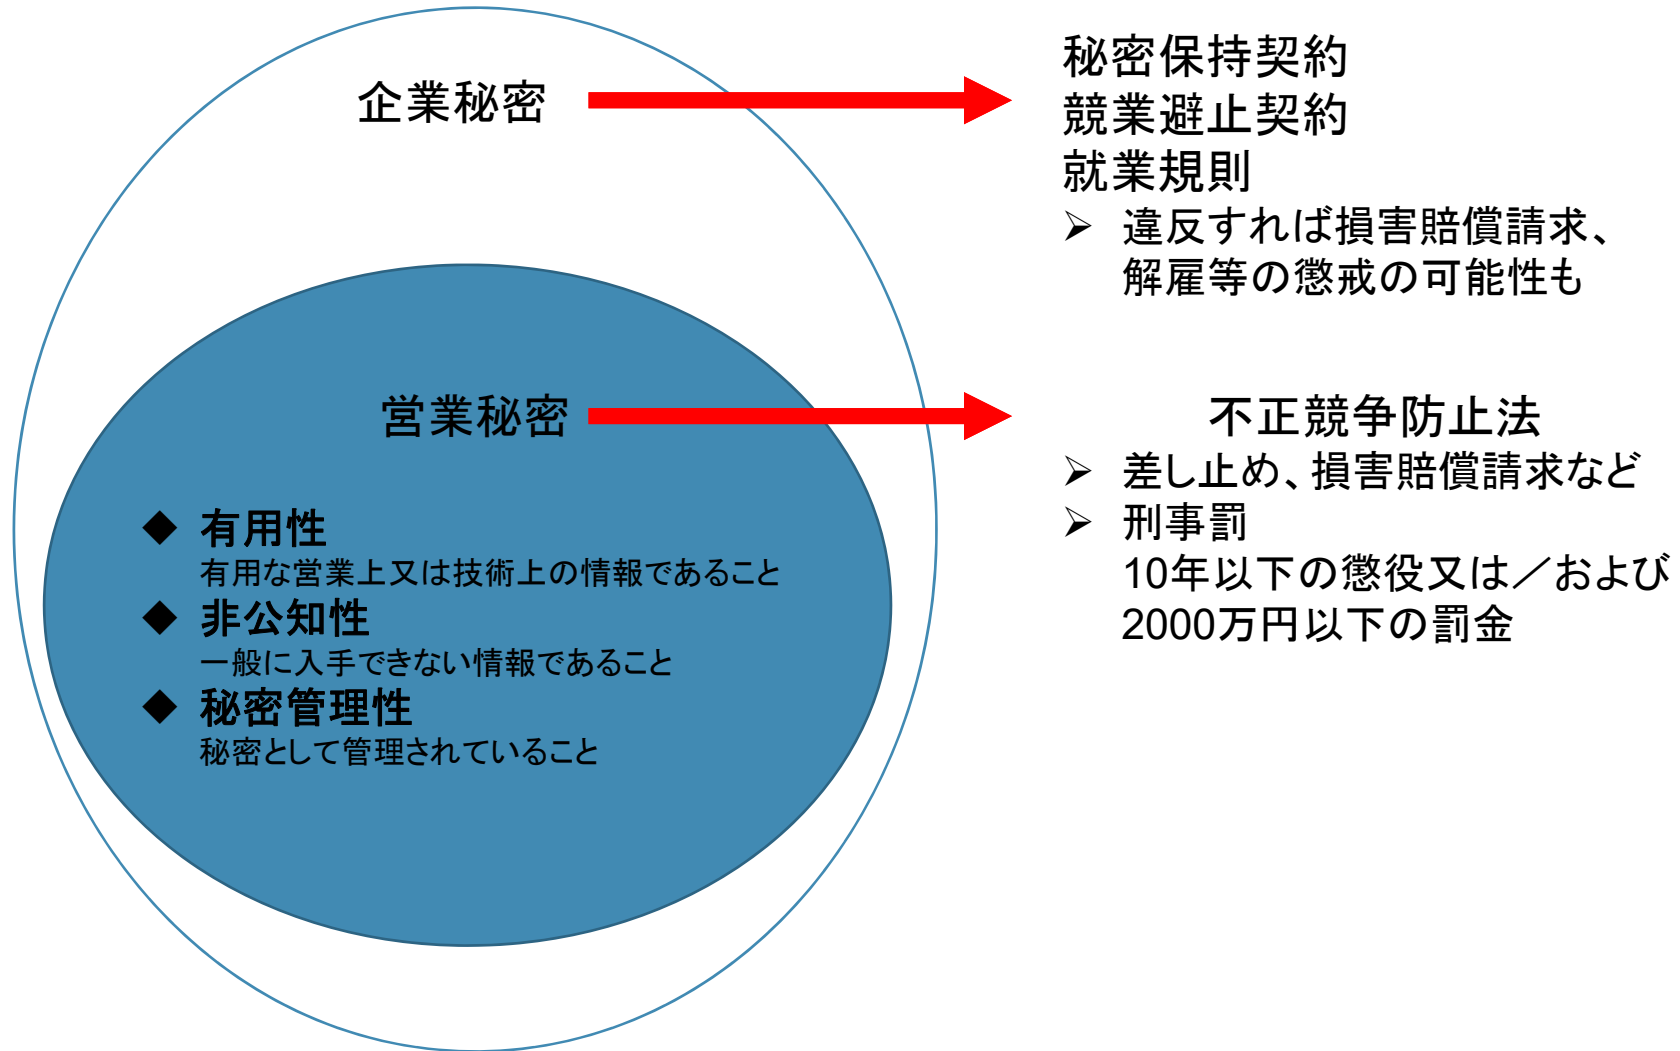 企業秘密
秘密保持契約
競業避止契約
就業規則
➢ 違反すれば損害賠償請求、
解雇等の懲戒の可能性も
営業秘密
不正競争防止法
➢ 差し止め、損害賠償請求など
➢ 刑事罰
10年以下の懲役又は／および
2000万円以下の罰金
◆ 有用性
有用な営業上又は技術上の情報であること
◆ 非公知性
一般に入手できない情報であること
◆ 秘密管理性
秘密として管理されていること